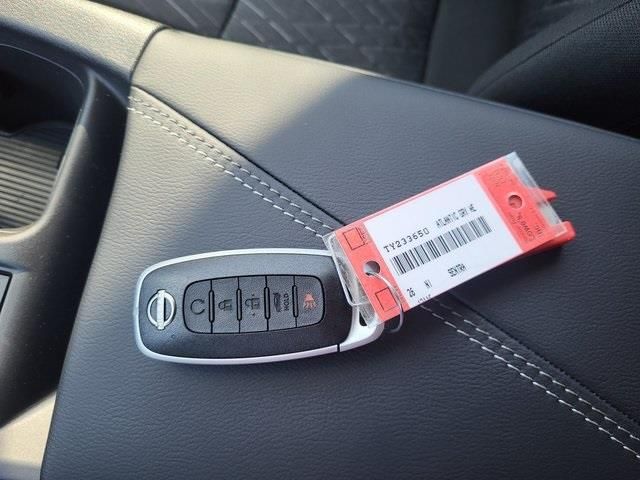 TY233650 ATLANTIC GRY ME
26 NI SENTRA
HOLD